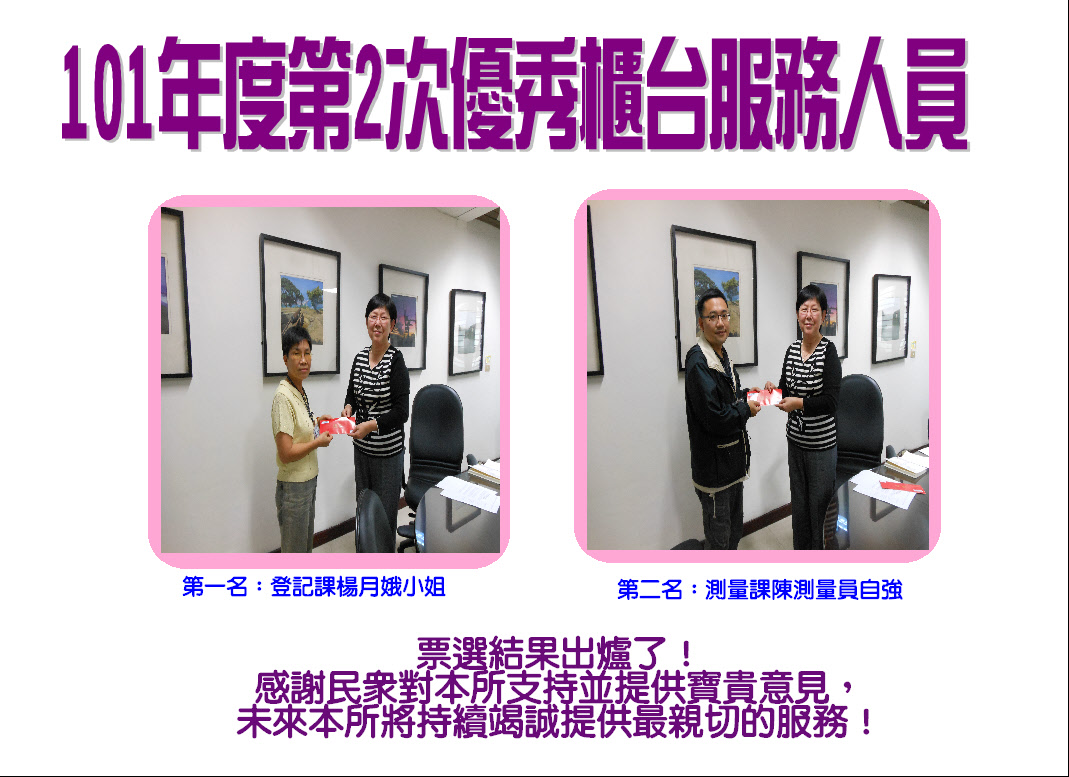 101年度第2次優秀櫃台服務人員
第一名：登記課楊月娥小姐
第二名：測量課陳測量員自強
票選結果出爐了！
感謝民眾對本所支持並提供寶貴意見，
未來本所將持續竭誠提供最親切的服務！